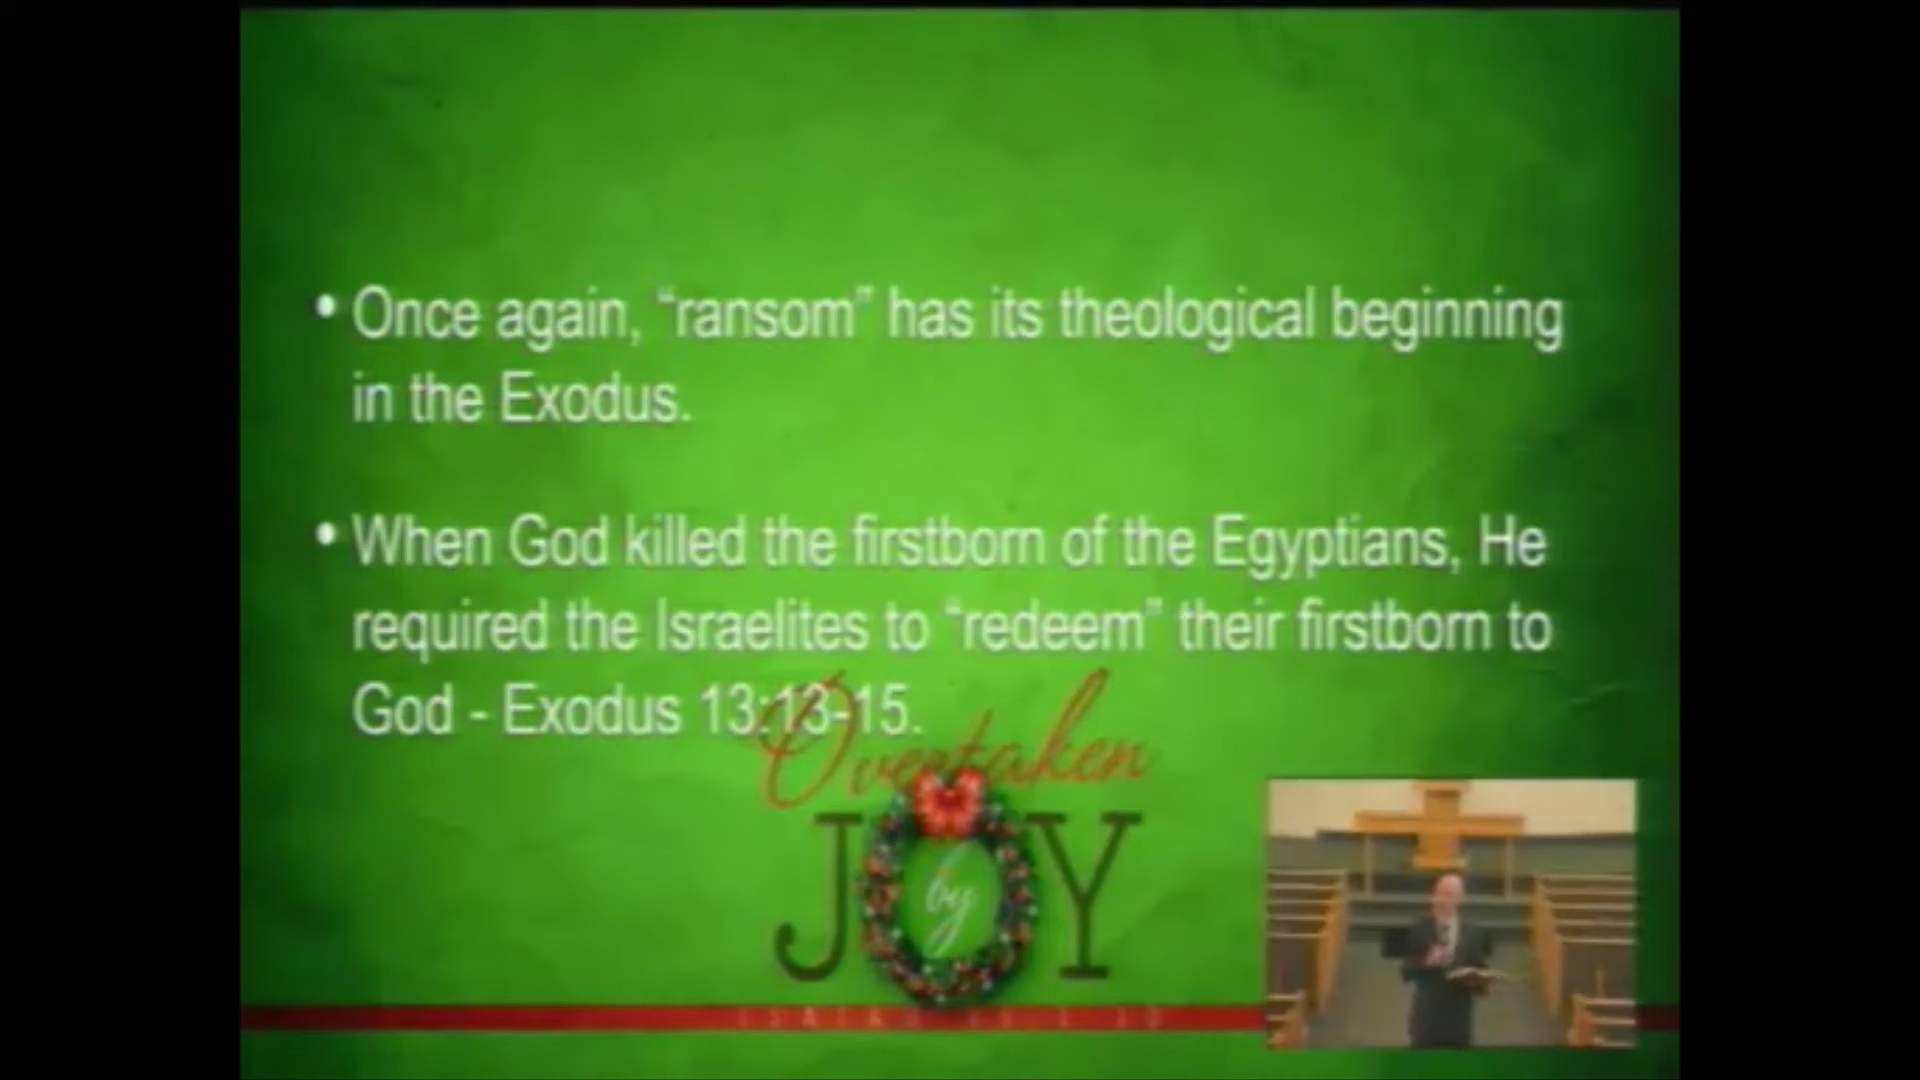 • Once again, “ransom” has its theological beginning
in the Exodus.
• When God killed the firstborn of the Egyptians, He
required the Israelites to “redeem” their firstborn to
God - Exodus 13:13-15.
Overtaken
by
JOY
ISAIAH